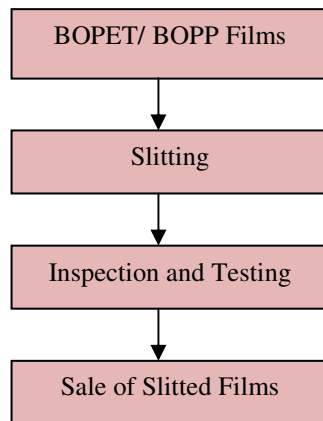 BOPET/ BOPP Films
Slitting
Inspection and Testing
Sale of Slitted Films